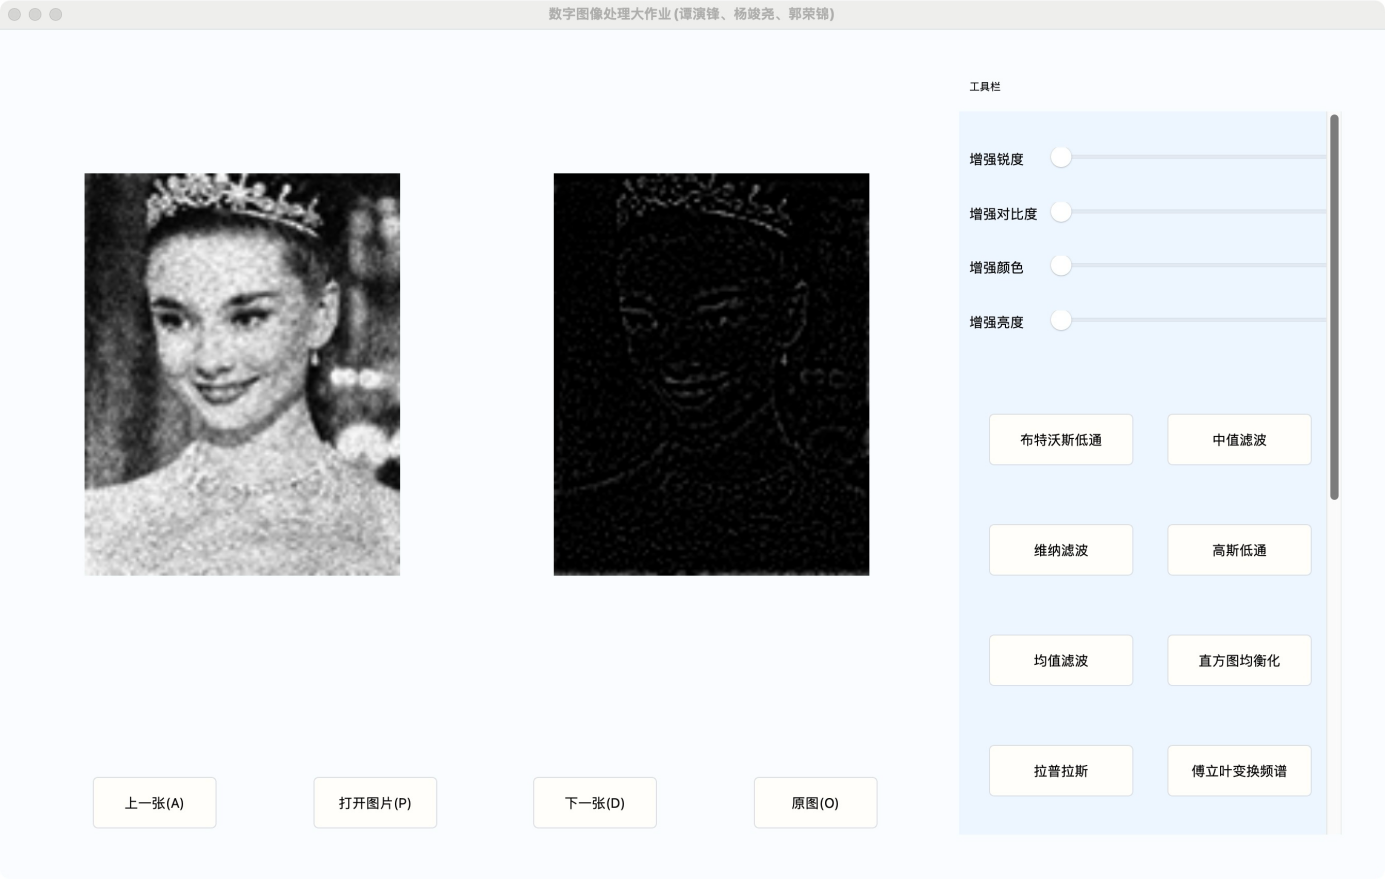 数字图像处理大作业 (谭演锋、杨竣尧、郭荣锦)
工具栏
增强锐度
增强对比度
增强颜色
增强亮度
布特沃斯低通
中值滤波
维纳滤波
高斯低通
均值滤波
直方图均衡化
拉普拉斯
傅立叶变换频谱
上一张(A)
打开图片(P)
下一张(D)
原图(O)